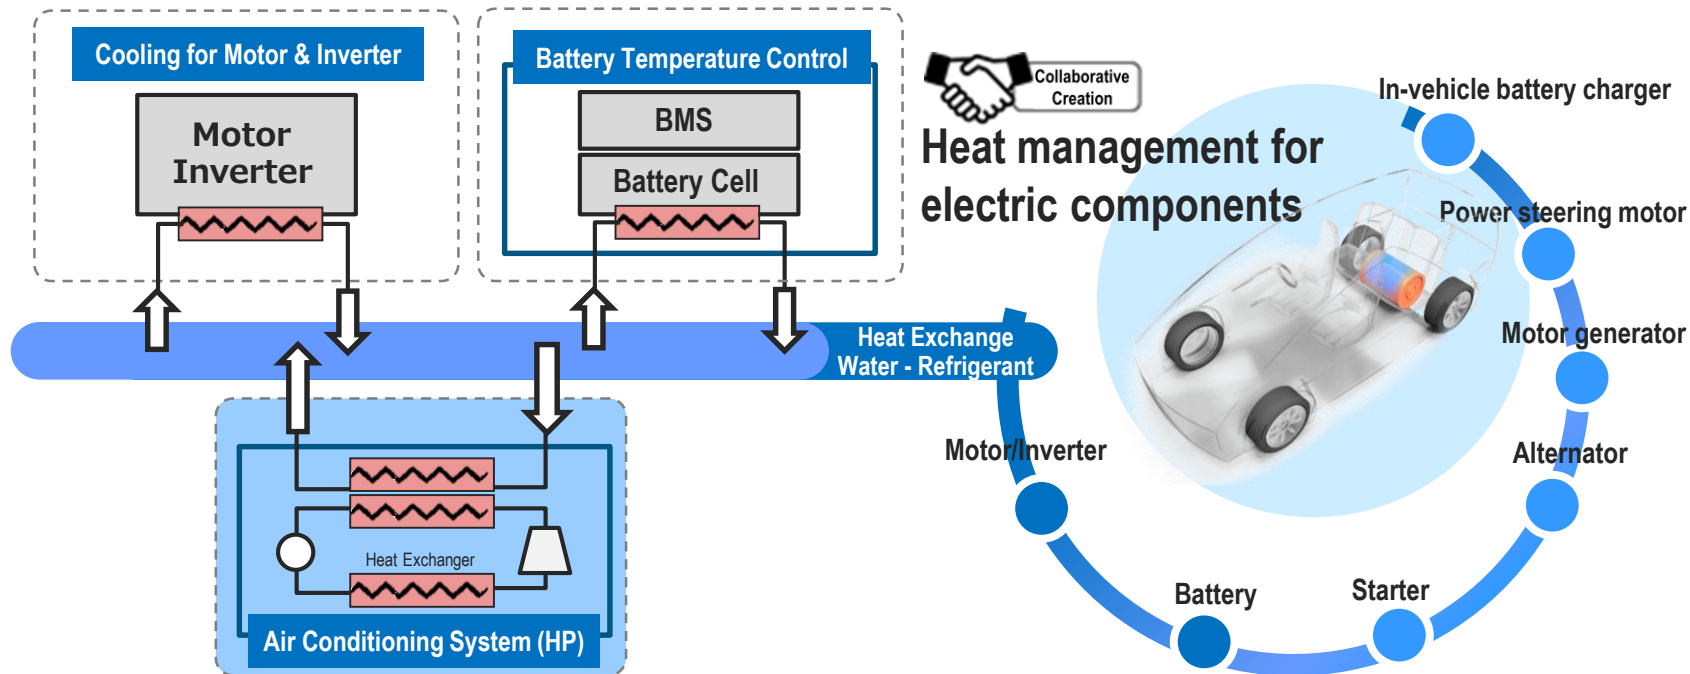 Cooling for Motor & Inverter
Motor
Inverter
Battery Temperature Control
BMS
Battery Cell
Heat Exchange
Water - Refrigerant
Heat Exchanger
Air Conditioning System (HP)
Collaborative
Creation
Heat management for
electric components
In-vehicle battery charger
Power steering motor
Motor generator
Alternator
Starter
Battery
Motor/Inverter